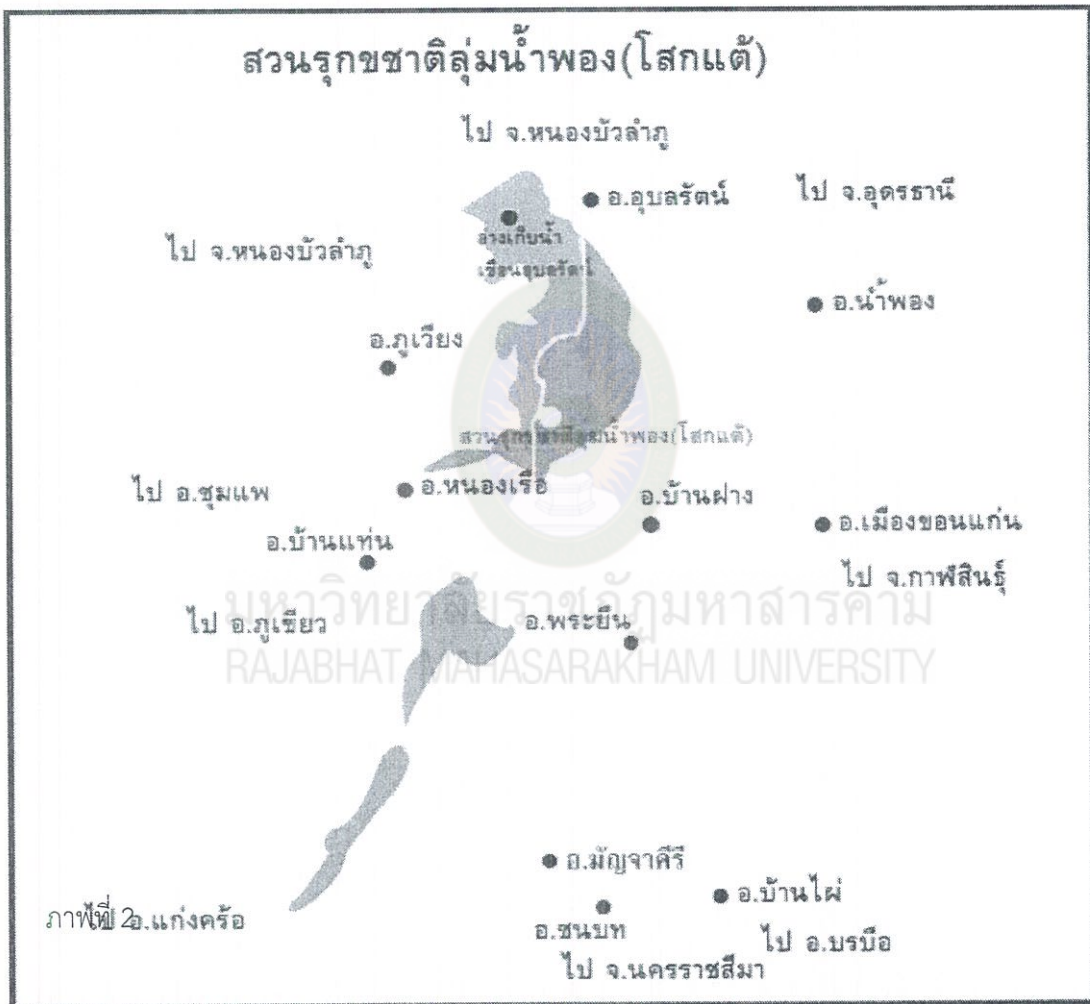 สวนรุกขชาติลุ่มน้ำพอง(โสกแต้)
ไป จ.หนองบัวลำภู
อ.อุบลรัตน์
ไป จ.อุดรธานี
อ่างเก็บน้ำ
เขื่อนอุบลรัตน์
ไป จ.หนองบัวลำภู
อ.น้ำพอง
อ.ภูเวียง
สวนรุกขชาติลุ่มน้ำพอง(โสกแต้)
ไป อ.ชุมแพ
อ.หนองเรือ
อ.บ้านฝาง
อ.เมืองขอนแก่น
อ.บ้านแท่น
ไป จ.กาฬสินธุ์
มหาวิทยาลัยราชภัฏมหาสารคาม
ไป อ.ภูเขียว
อ.พระยืน
RAJABHAT MAHASARAKHAM UNIVERSITY
อ.มัญจาคีรี
อ.บ้านไผ่
ภาพที่ 2
ไป อ.แก่งคร้อ
อ.ชนบท
ไป อ.บรบือ
ไป จ.นครราชสีมา